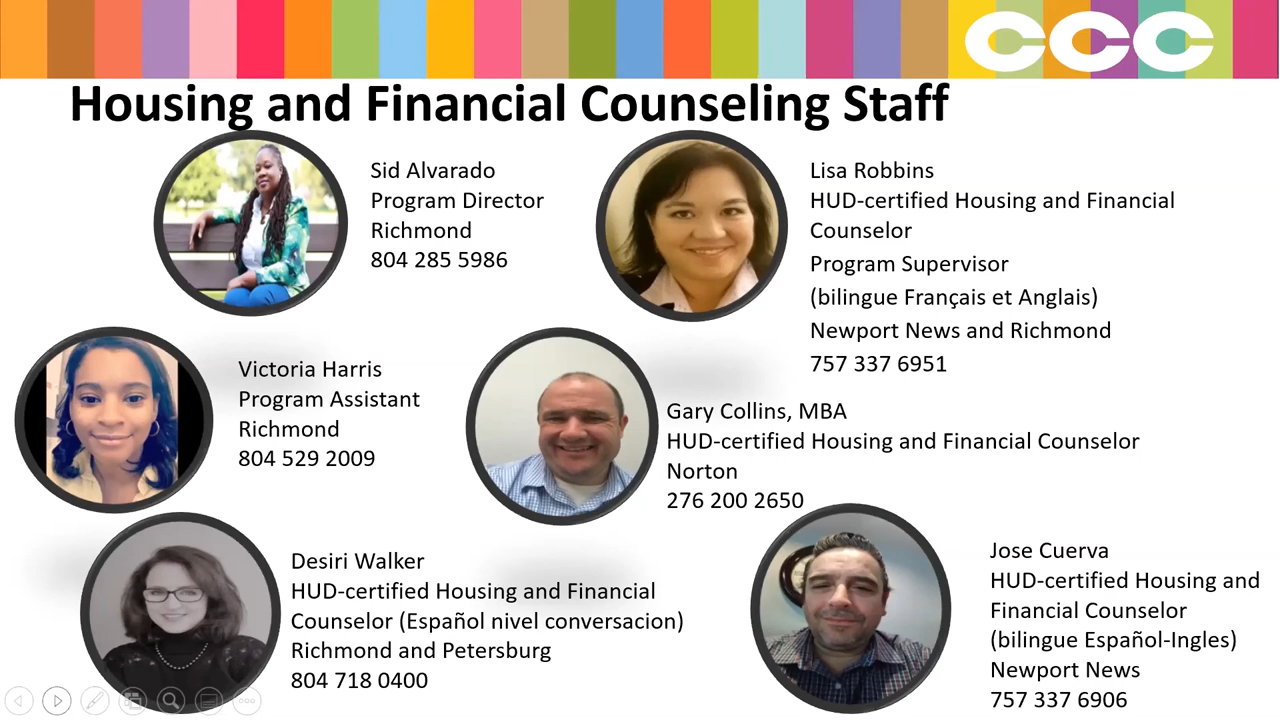 CCC
Housing and Financial Counseling Staff
Sid Alvarado
Program Director
Richmond
804 285 5986
Lisa Robbins
HUD-certified Housing and Financial
Counselor
Program Supervisor
(bilingue Français et Anglais)
Newport News and Richmond
757 337 6951
Victoria Harris
Program Assistant
Richmond
804 529 2009
Gary Collins, MBA
HUD-certified Housing and Financial Counselor
Norton
276 200 2650
Desiri Walker
HUD-certified Housing and Financial
Counselor (Español nivel conversacion)
Richmond and Petersburg
804 718 0400
Jose Cuerva
HUD-certified Housing and
Financial Counselor
(bilingue Español-Ingles)
Newport News
757 337 6906